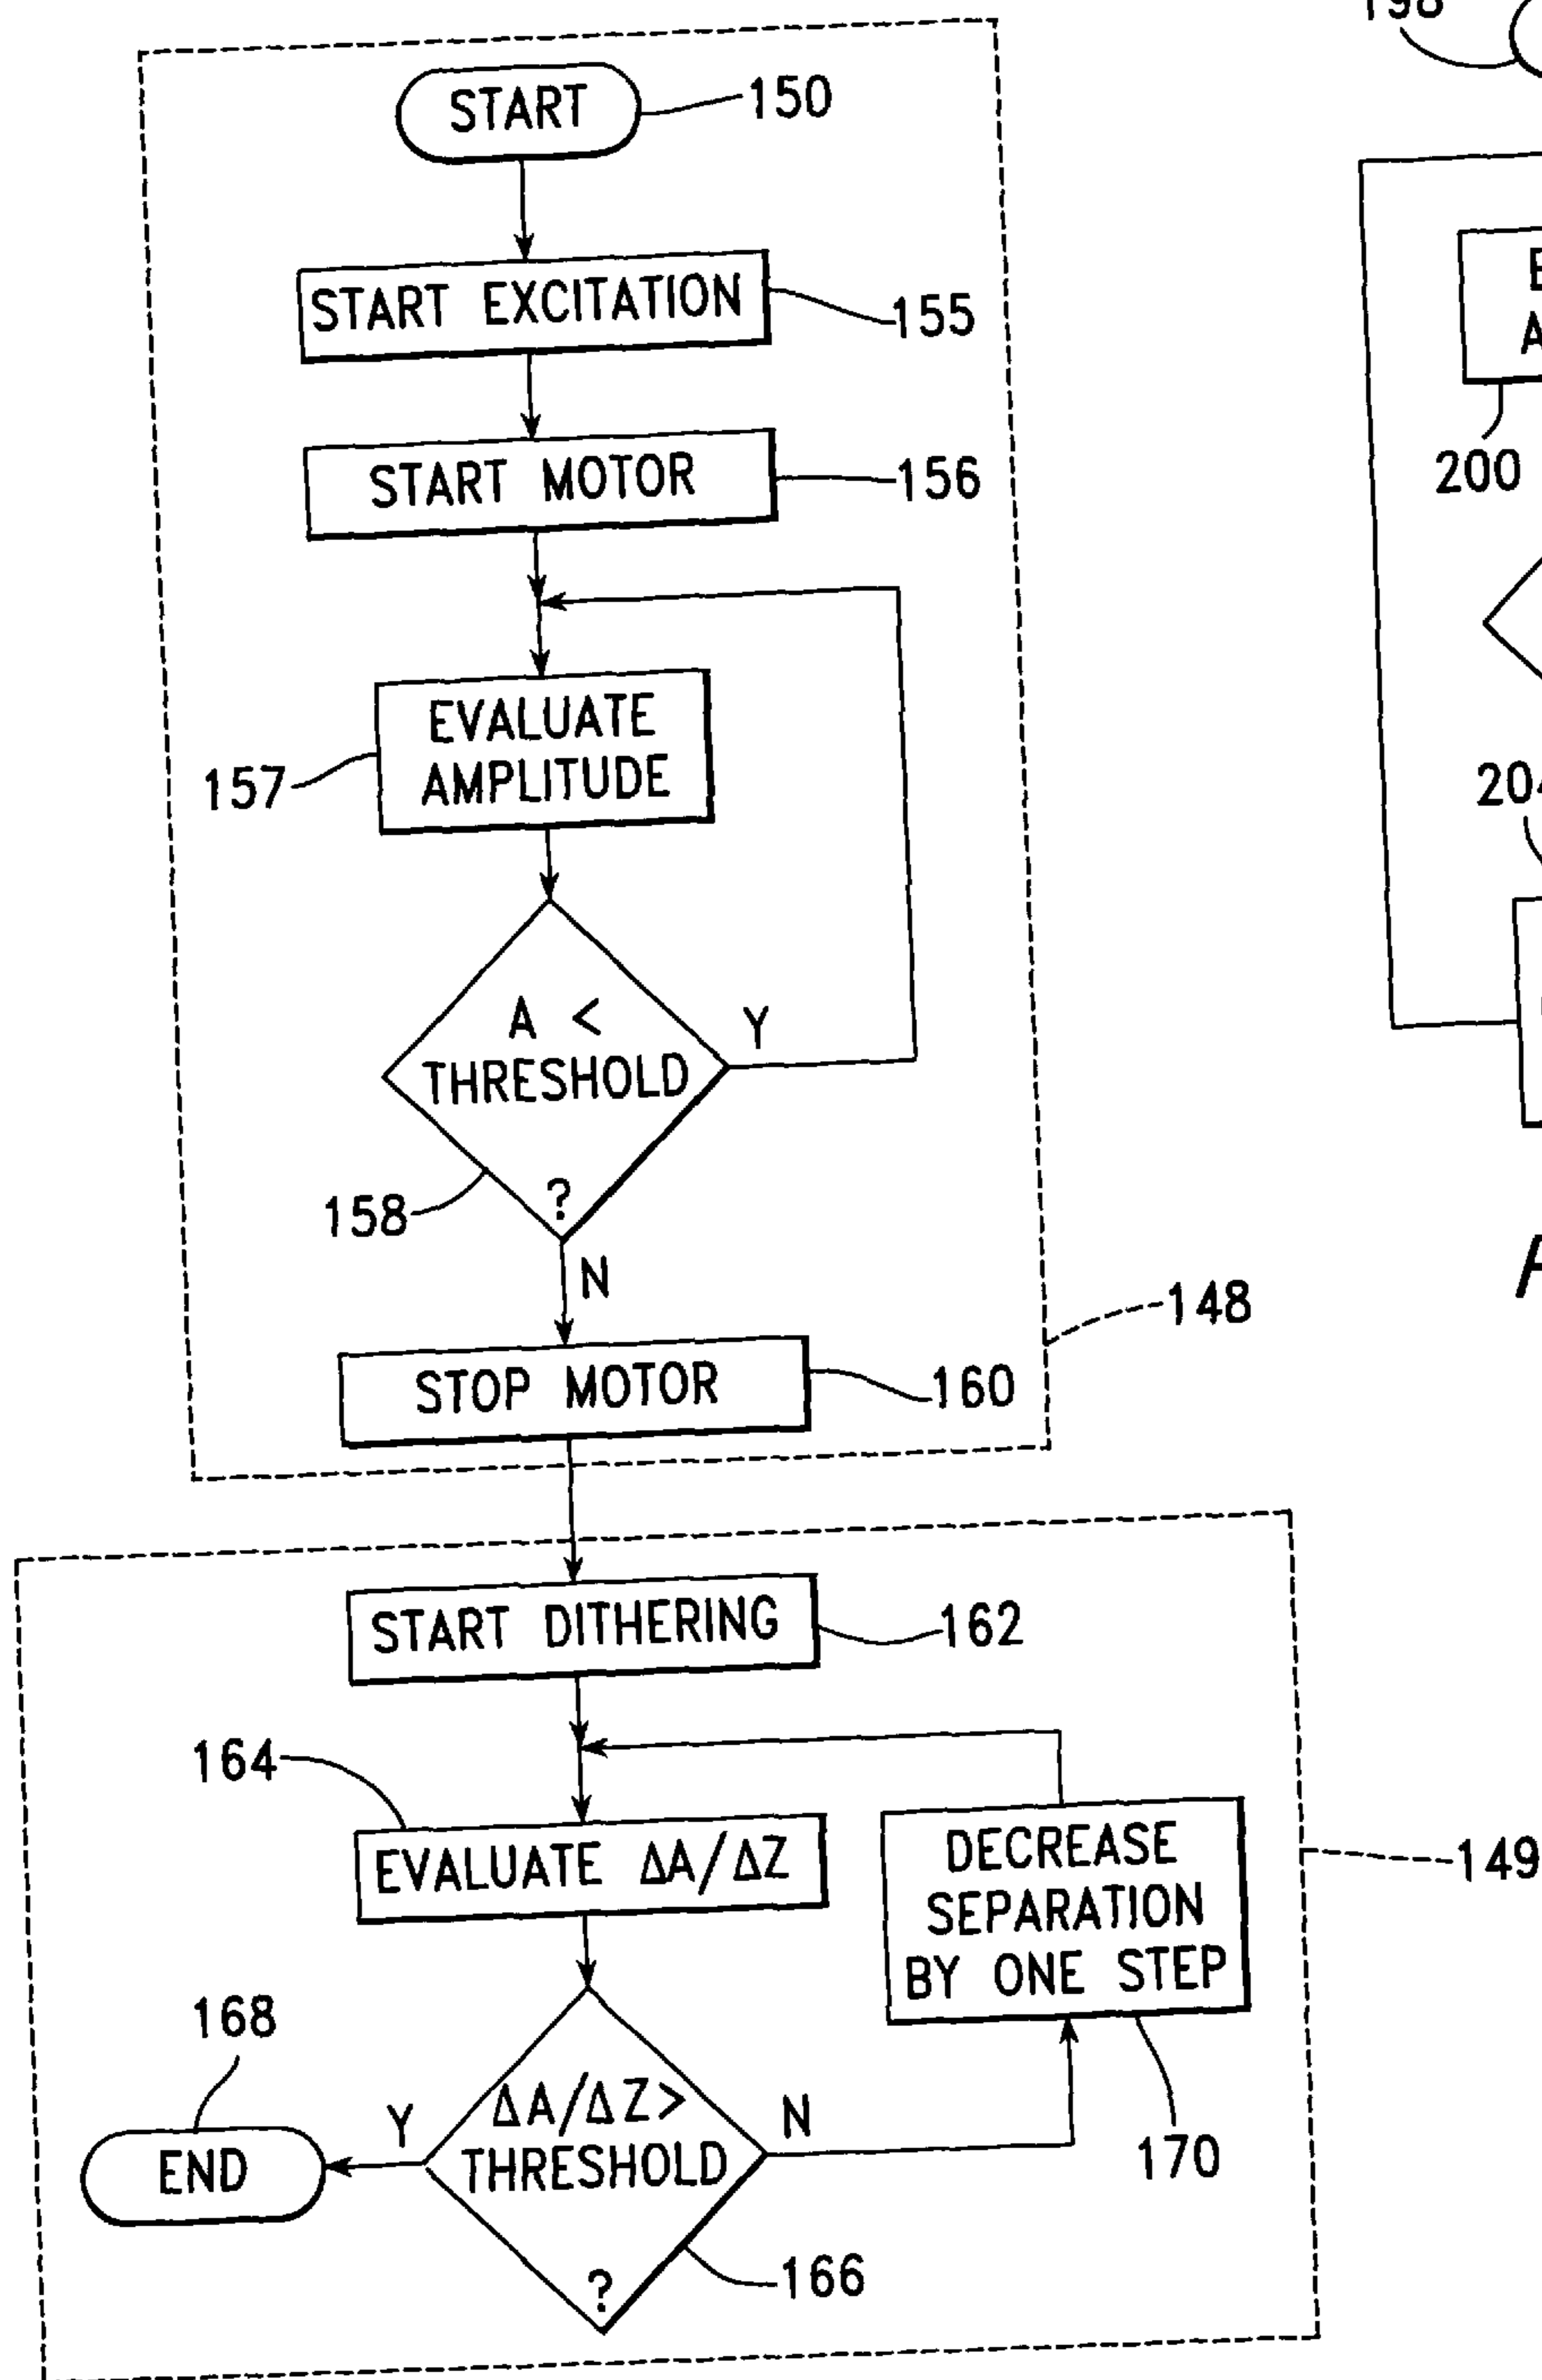 START
150
START EXCITATION
155
START MOTOR
156
EVALUATE
AMPLITUDE
157
A <
THRESHOLD
?
Y
158
N
148
STOP MOTOR
160
START DITHERING
162
164
EVALUATE ΔA/ΔZ
DECREASE
SEPARATION
BY ONE STEP
149
168
END
Y
ΔA/ΔZ>
THRESHOLD
?
N
170
166
198
200